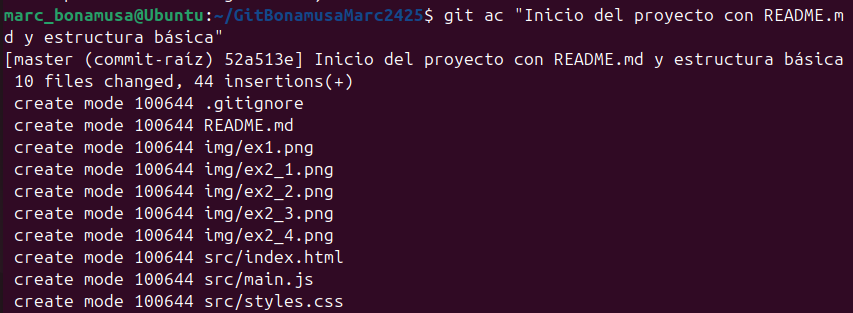 marc_bonamusa@Ubuntu:~/GitBonamusaMarc2425$ git ac "Inicio del proyecto con README.m
d y estructura básica"
[master (commit-raíz) 52a513e] Inicio del proyecto con README.md y estructura básica
 10 files changed, 44 insertions(+)
 create mode 100644 .gitignore
 create mode 100644 README.md
 create mode 100644 img/ex1.png
 create mode 100644 img/ex2_1.png
 create mode 100644 img/ex2_2.png
 create mode 100644 img/ex2_3.png
 create mode 100644 img/ex2_4.png
 create mode 100644 src/index.html
 create mode 100644 src/main.js
 create mode 100644 src/styles.css